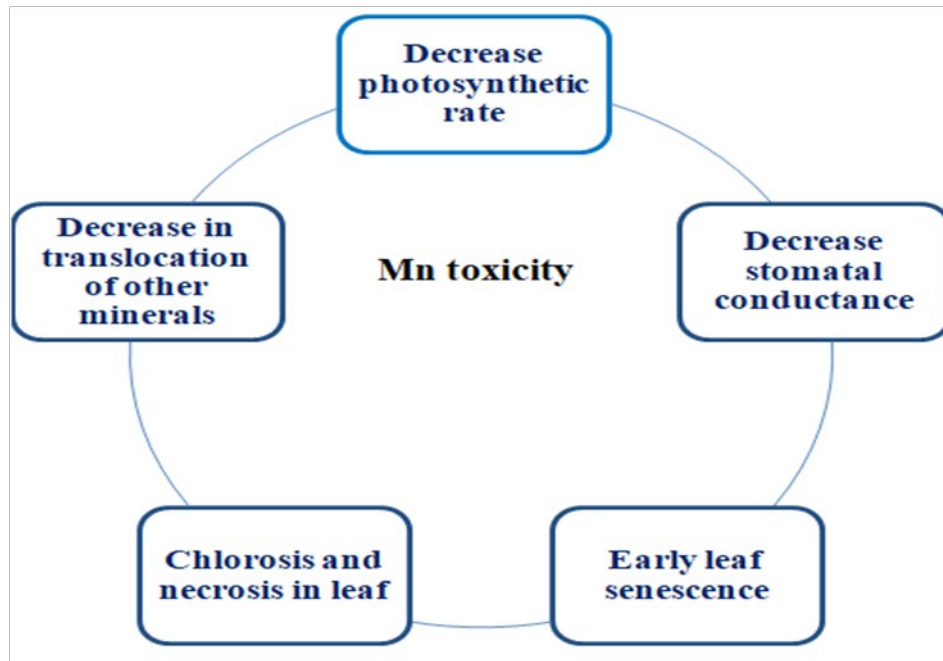 Decrease
photosynthetic
rate
Decrease in
translocation
of other
minerals
Mn toxicity
Decrease
stomatal
conductance
Chlorosis and
necrosis in leaf
Early leaf
senescence